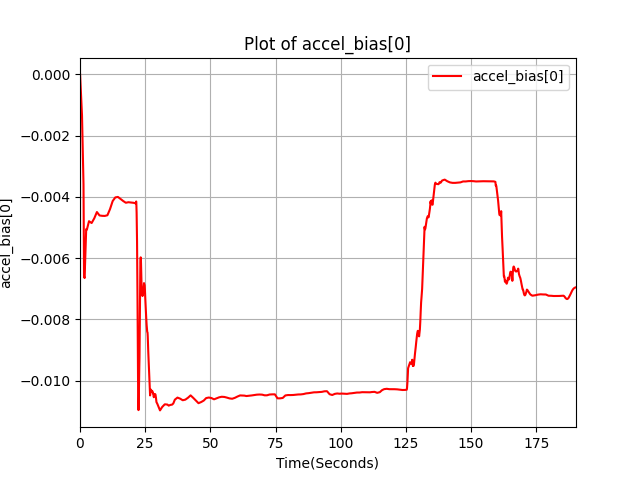 Plot of accel_bias[0]
accel_bias[0]
accel_bias[0]
0.000
−0.002
−0.004
−0.006
−0.008
−0.010
0 25 50 75 100 125 150 175
Time(Seconds)